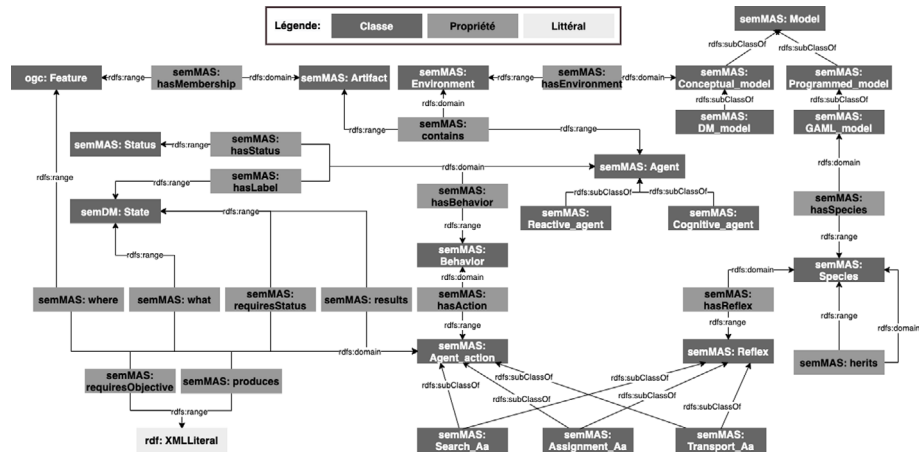 Légende:
Classe
Propriété
Littéral
semMAS: Model
rdfs:subClassOf
rdfs:subClassOf
ogc: Feature
rdfs:range
semMAS:
hasMembership
rdfs:domain
semMAS: Artifact
semMAS:
Environment
rdfs:range
semMAS:
hasEnvironment
rdfs:domain
semMAS:
Conceptual_model
semMAS:
Programmed_model
rdfs:domain
rdfs:subClassOf
rdfs:subClassOf
semMAS:
contains
semMAS:
DM_model
semMAS:
GAML_model
rdfs:range
rdfs:range
semMAS: Status
rdfs:range
semMAS:
hasStatus
rdfs:domain
semMAS: Agent
rdfs:domain
rdfs:range
rdfs:range
semMAS:
hasLabel
semMAS:
hasBehavior
rdfs:subClassOf
rdfs:subClassOf
semMAS:
hasSpecies
semDM: State
rdfs:range
rdfs:range
semMAS:
Reactive_agent
semMAS:
Cognitive_agent
rdfs:range
rdfs:range
semMAS:
Behavior
rdfs:domain
rdfs:domain
semMAS:
Species
semMAS: where
semMAS: what
semMAS:
requiresStatus
semMAS: results
semMAS:
hasAction
semMAS:
hasReflex
rdfs:range
rdfs:domain
rdfs:range
rdfs:range
rdfs:domain
semMAS:
Agent_action
semMAS: Reflex
semMAS: herits
semMAS:
requiresObjective
semMAS: produces
rdfs:subClassOf
rdfs:subClassOf
rdfs:subClassOf
rdfs:subClassOf
rdfs:subClassOf
rdfs:subClassOf
rdfs:range
rdf: XMLLiteral
semMAS:
Search_Aa
semMAS:
Assignment_Aa
semMAS:
Transport_Aa